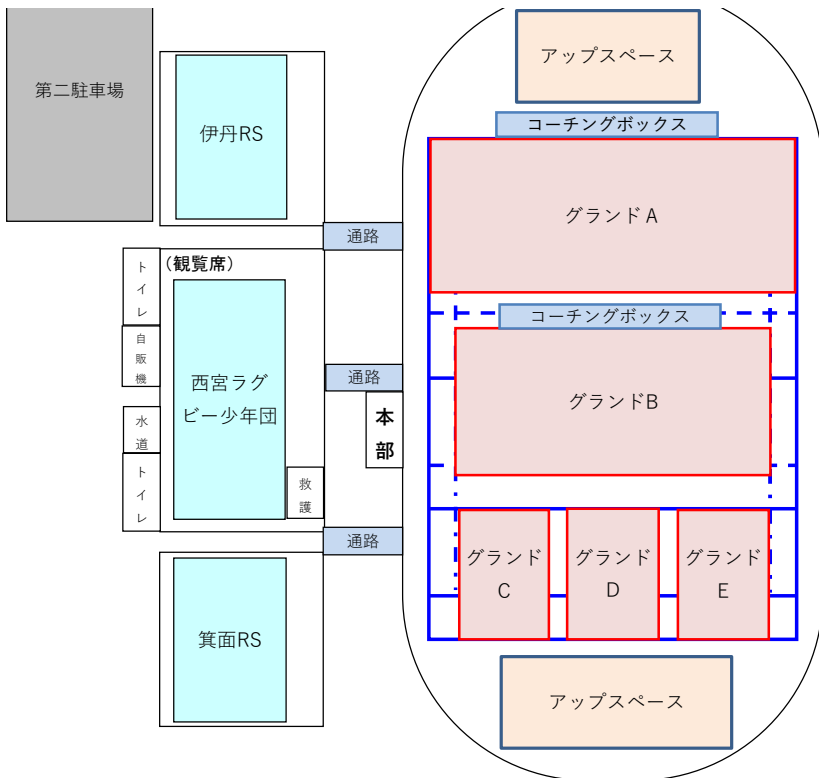 第二駐車場
伊丹RS
アップスペース
コーチングボックス
グランドA
通路
(観覧席)
トイレ
自販機
水道
トイレ
西宮ラグ
ビー少年団
救護
通路
本部
コーチングボックス
グランドB
通路
グランド
C
グランド
D
グランド
E
箕面RS
アップスペース